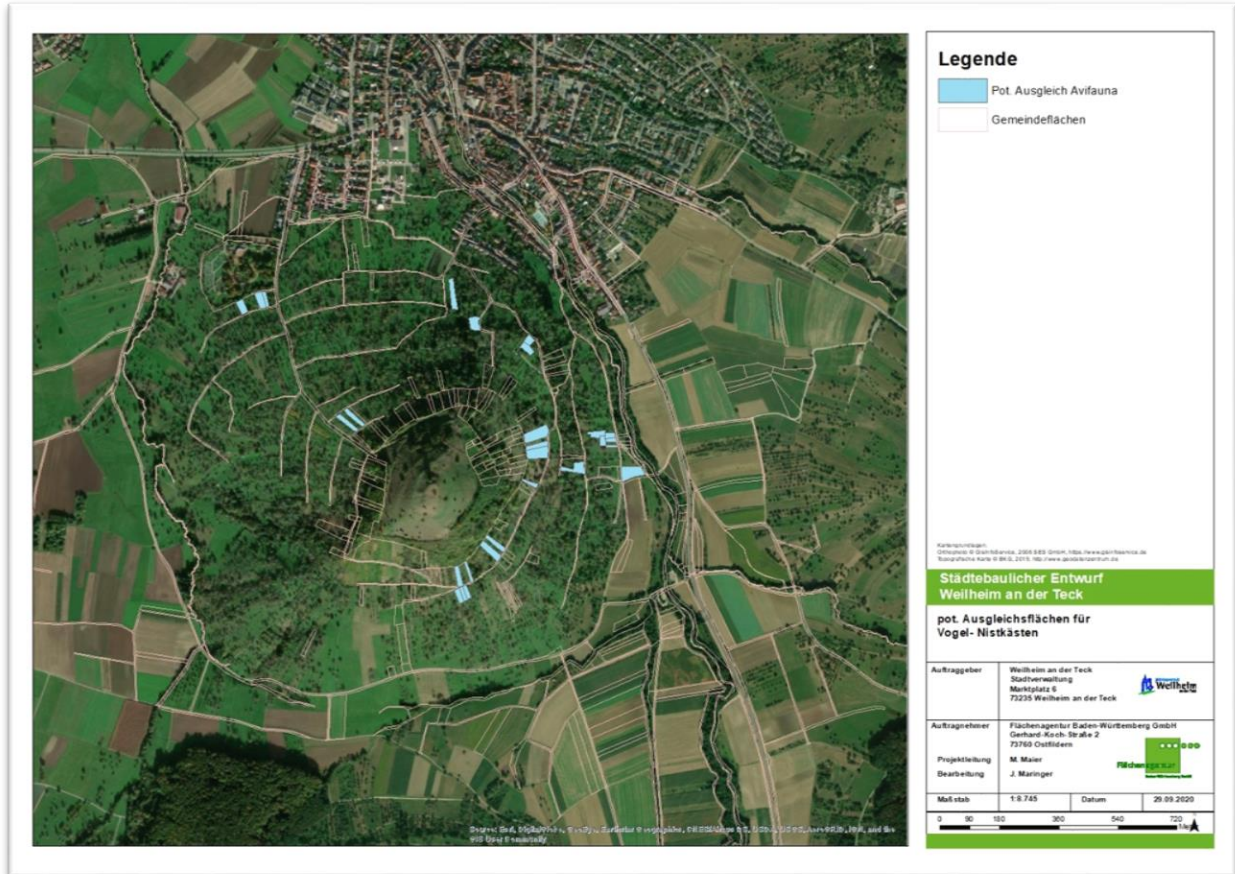 Legende
Pot. Ausgleich Avifauna
Gemeindeflächen
Kartengrundlagen:
Städtebaulicher Entwurf
Weilheim an der Teck
pot. Ausgleichsflächen für
Vogel- Nistkästen
Auftraggeber
Weilheim an der Teck
Stadtverwaltung
Marktplatz 6
73235 Weilheim an der Teck
Weilheim
Auftragnehmer
Flächenagentur Baden-Württemberg GmbH
Gerhard-Koch-Straße 2
73760 Ostfildern
Projektleitung M. Maier
Bearbeitung J. Maringer
Flächenagentur
Maßstab 1:8.745 Datum 29.09.2020
0 90 180 360 540 720